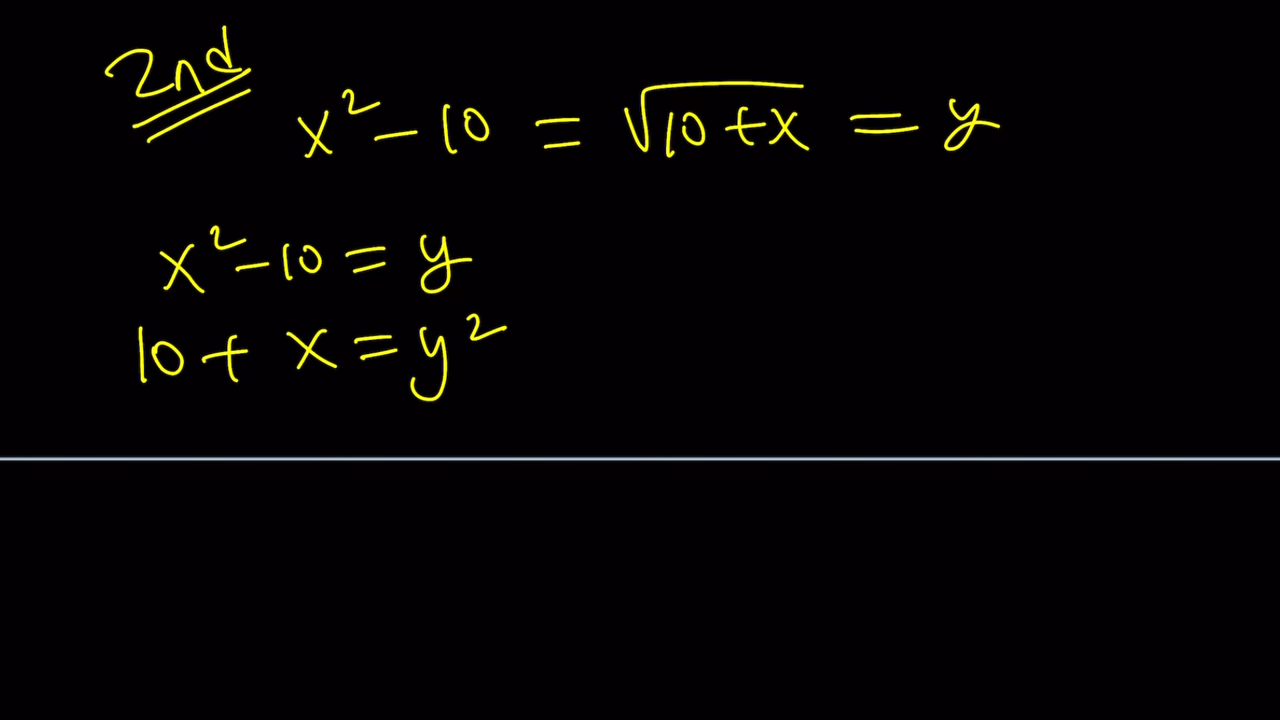 2nd
x² - 10 = √(10 + x) = y
x² - 10 = y
10 + x = y²